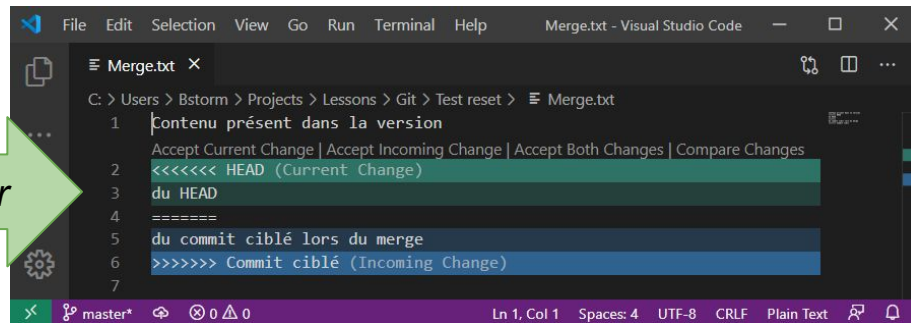 File Edit Selection View Go Run Terminal Help Merge.txt - Visual Studio Code
Merge.txt
C: > Users > Bstorm > Projects > Lessons > Git > Test reset > Merge.txt
1 Contenu présent dans la version
Accept Current Change | Accept Incoming Change | Accept Both Changes | Compare Changes
2 <<<<<<< HEAD (Current Change)
3 du HEAD
4 =======
5 du commit ciblé lors du merge
6 >>>>>>> Commit ciblé (Incoming Change)
7
master* 0 0 Ln 1, Col 1 Spaces: 4 UTF-8 CRLF Plain Text